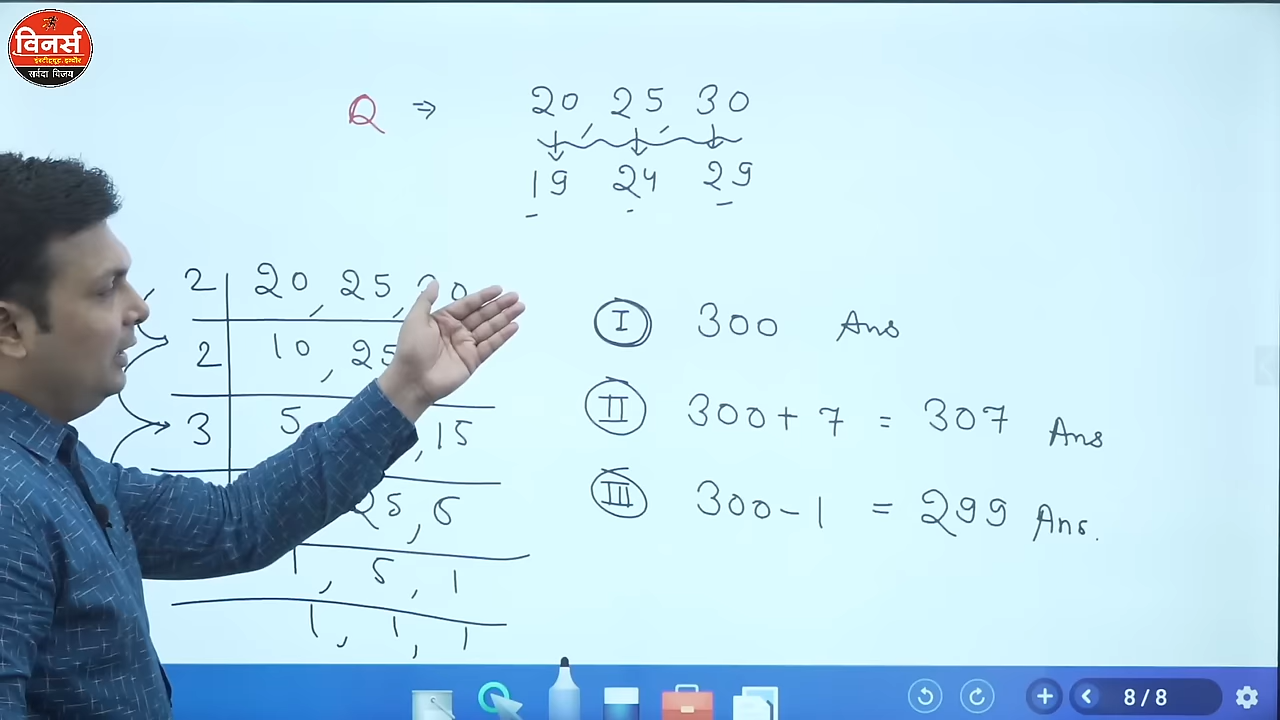 विनर्स
इंस्टीट्यूट, इन्दौर
सर्वदा विजय
Q ⇒ 20, 25, 30
19 24 29
2 | 20, 25, 30
2 | 10, 25
3 | 5 , 15
25, 5
1, 5, 1
1, 1, 1
I 300 Ans
II 300 + 7 = 307 Ans
III 300 - 1 = 299 Ans.
8 / 8